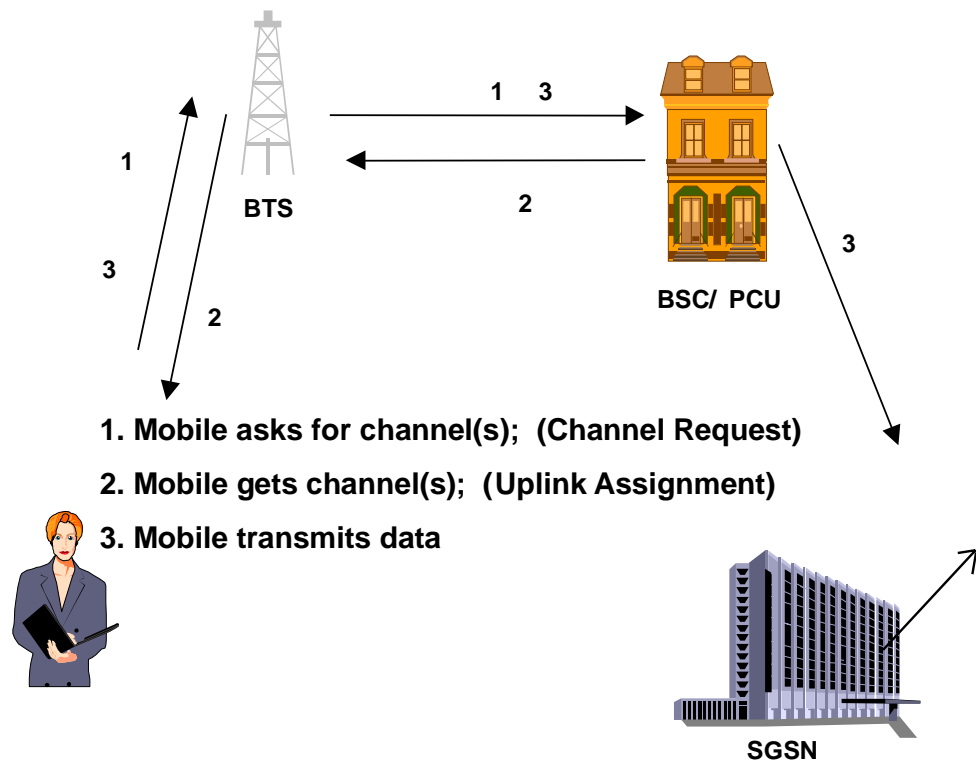 1 3
1
2
BTS
3
3
BSC/ PCU
2
1. Mobile asks for channel(s); (Channel Request)
2. Mobile gets channel(s); (Uplink Assignment)
3. Mobile transmits data
SGSN